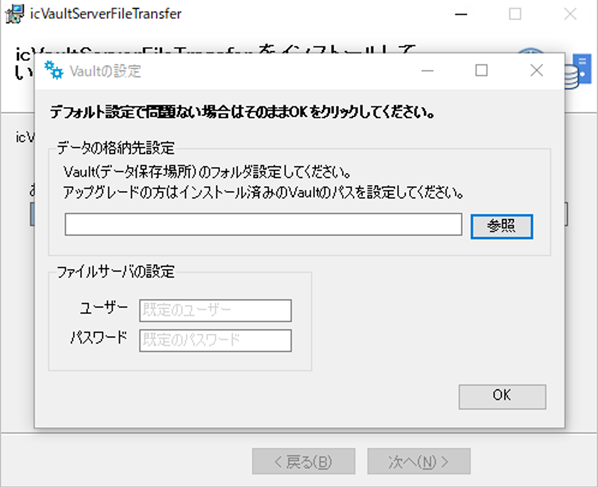 icVaultServerFileTransfer
icVaultServerFileTransfer をインストールして
い
Vaultの設定
デフォルト設定で問題ない場合はそのままOKをクリックしてください。
icV
データの格納先設定
Vault(データ保存場所)のフォルダ設定してください。
アップグレードの方はインストール済みのVaultのパスを設定してください。
参照
ファイルサーバの設定
ユーザー 既定のユーザー
パスワード 既定のパスワード
OK
< 戻る(B) 次へ(N) >